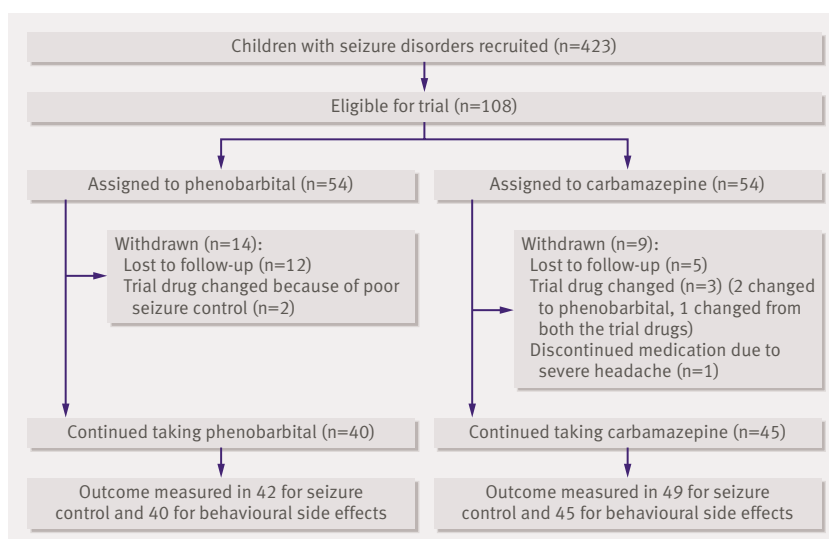 Children with seizure disorders recruited (n=423)
Eligible for trial (n=108)
Assigned to phenobarbital (n=54)
Assigned to carbamazepine (n=54)
Withdrawn (n=14):
Lost to follow-up (n=12)
Trial drug changed because of poor
seizure control (n=2)
Withdrawn (n=9):
Lost to follow-up (n=5)
Trial drug changed (n=3) (2 changed
to phenobarbital, 1 changed from
both the trial drugs)
Discontinued medication due to
severe headache (n=1)
Continued taking phenobarbital (n=40)
Continued taking carbamazepine (n=45)
Outcome measured in 42 for seizure
control and 40 for behavioural side effects
Outcome measured in 49 for seizure
control and 45 for behavioural side effects